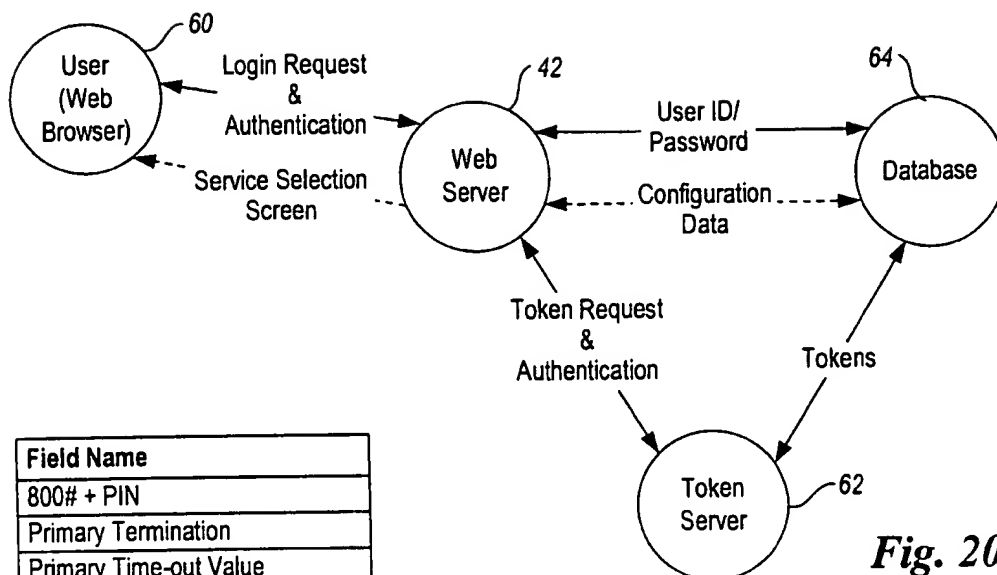 60
User
(Web
Browser)
Login Request
&
Authentication
Service Selection
Screen
42
Web
Server
User ID/
Password
Configuration
Data
64
Database
Token Request
&
Authentication
Tokens
Token
Server
62
Fig. 20
Field Name
800# + PIN
Primary Termination
Primary Time-out Value